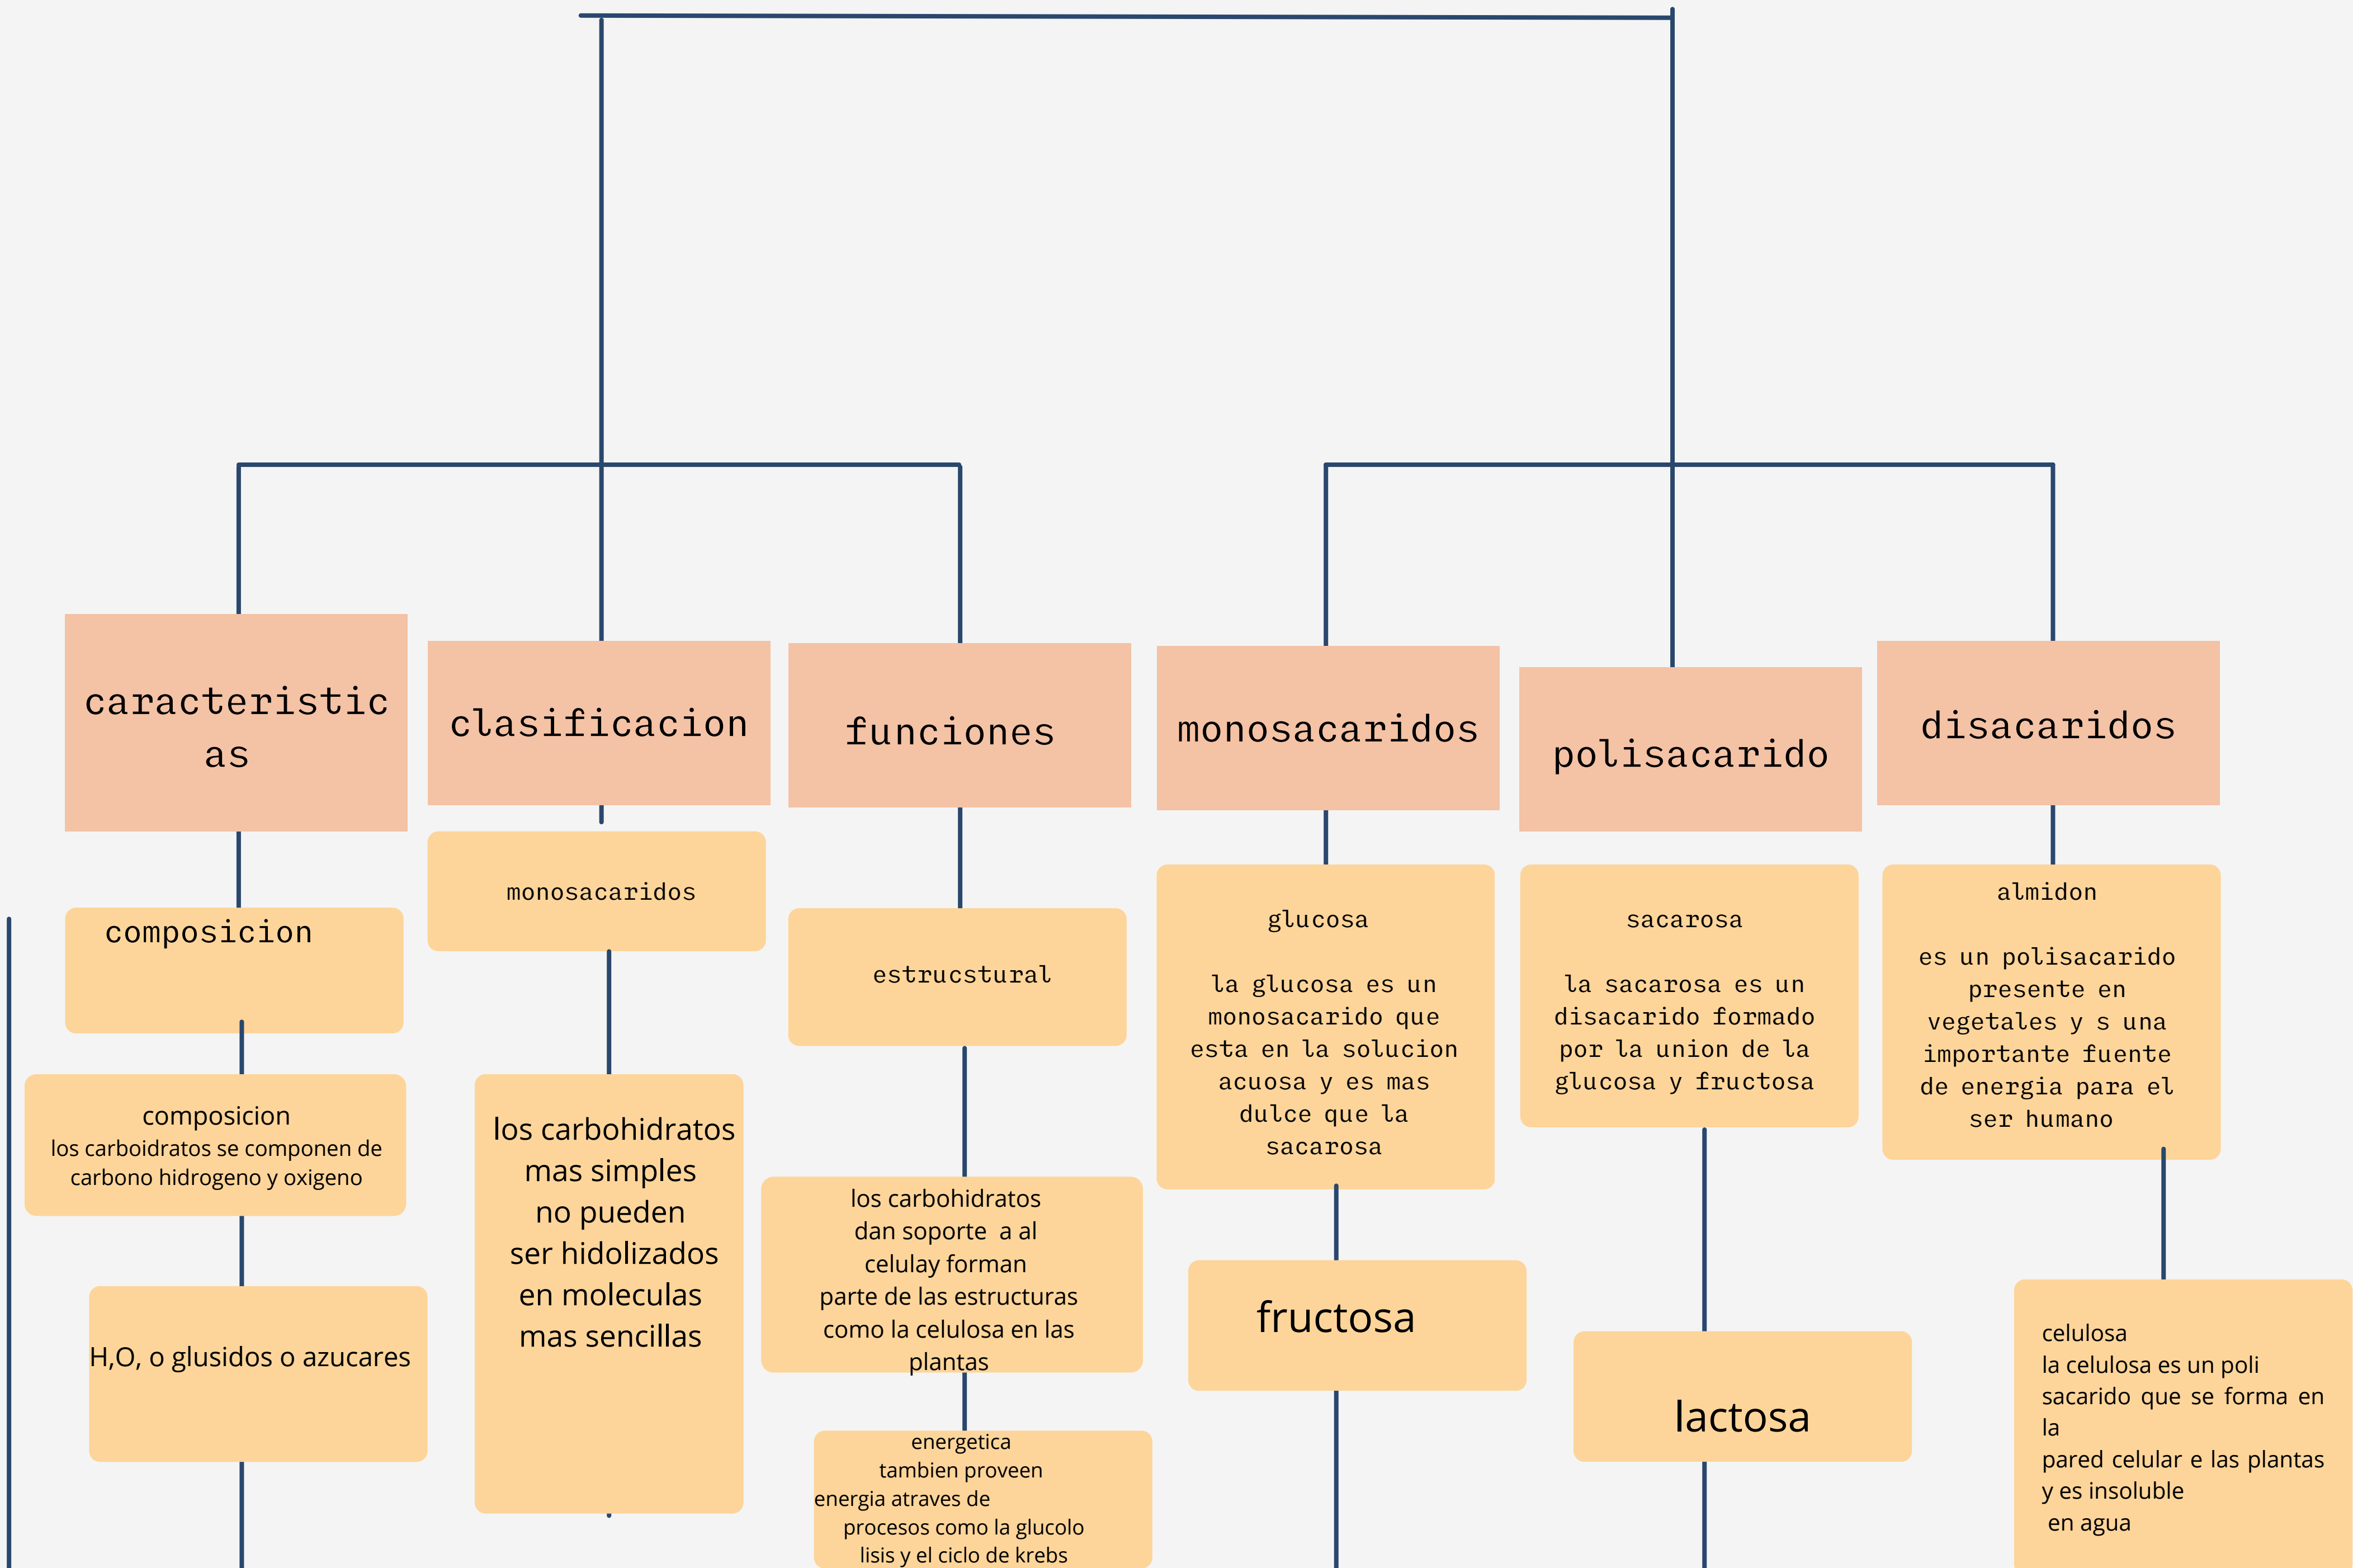 caracteristic
as
clasificacion
funciones
monosacaridos
polisacarido
disacaridos
composicion
composicion
los carboidratos se componen de
carbono hidrogeno y oxigeno
H,O, o glusidos o azucares
monosacaridos
los carbohidratos
mas simples
no pueden
ser hidolizados
en moleculas
mas sencillas
estrucstural
los carbohidratos
dan soporte a al
celulay forman
parte de las estructuras
como la celulosa en las
plantas
energetica
tambien proveen
energia atraves de
procesos como la glucolo
lisis y el ciclo de krebs
glucosa
la glucosa es un
monosacarido que
esta en la solucion
acuosa y es mas
dulce que la
sacarosa
fructosa
sacarosa
la sacarosa es un
disacarido formado
por la union de la
glucosa y fructosa
lactosa
almidon
es un polisacarido
presente en
vegetales y s una
importante fuente
de energia para el
ser humano
celulosa
la celulosa es un poli
sacarido que se forma en
la
pared celular e las plantas
y es insoluble
en agua